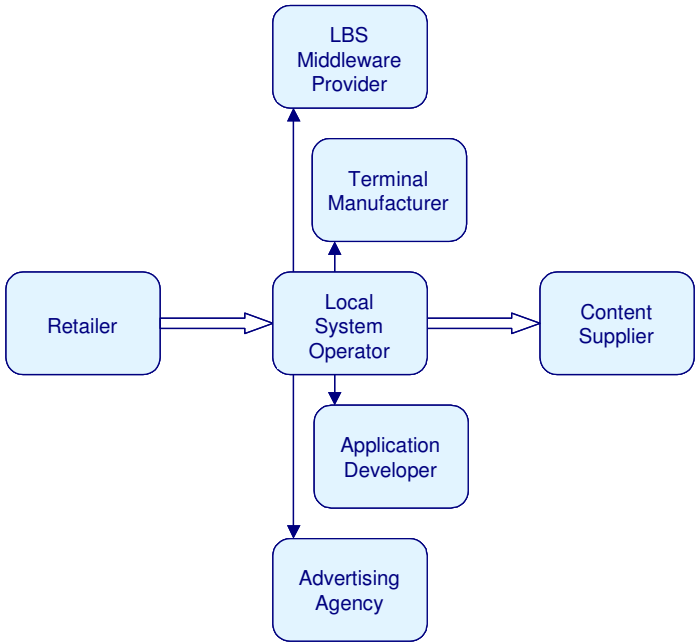 LBS
Middleware
Provider
Terminal
Manufacturer
Retailer
Local
System
Operator
Content
Supplier
Application
Developer
Advertising
Agency